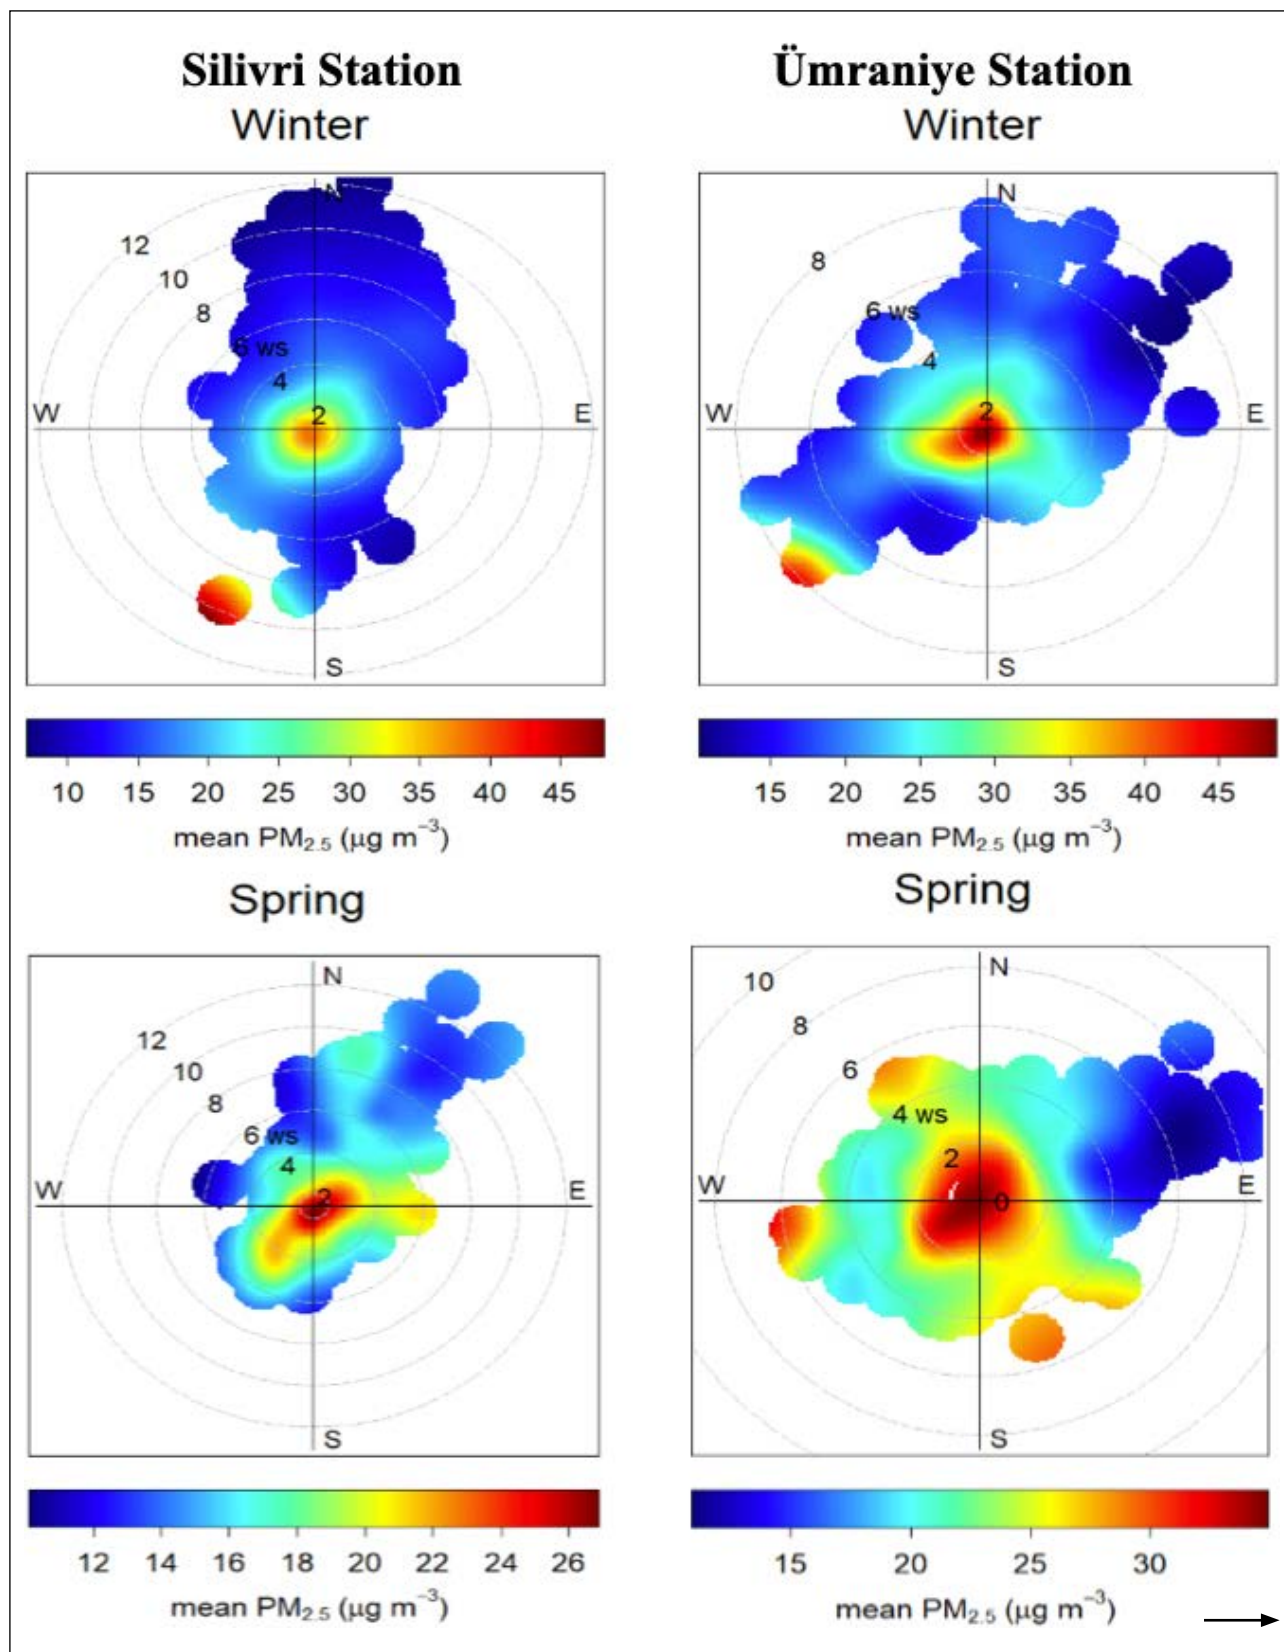 Silivri Station
Ümraniye Station
Winter
Winter
N
12
10
8
6 ws
4
2
W
E
S
N
8
6 ws
4
2
W
E
S
10 15 20 25 30 35 40 45
mean PM₂.₅ (µg m⁻³)
15 20 25 30 35 40 45
mean PM₂.₅ (µg m⁻³)
Spring
Spring
N
12
10
8
6 ws
4
2
W
E
S
N
10
8
6
4 ws
2
0
W
E
S
12 14 16 18 20 22 24 26
mean PM₂.₅ (µg m⁻³)
15 20 25 30
mean PM₂.₅ (µg m⁻³)